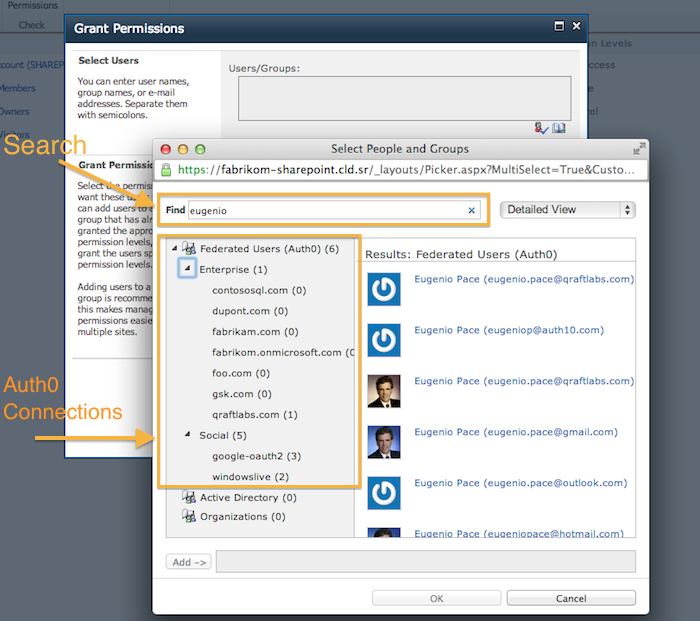 Permissions
Check
Grant Permissions
n Levels
Select Users
You can enter user names,
group names, or e-mail
addresses. Separate them
with semicolons.
Users/Groups:
count (SHAREP
Members
Owners
Visitors
ccess
rol
Search
Grant Permissio
Select the permis
want these use
can add users to a
group that has alr
granted the appro
permission levels,
grant the users sp
permission levels.
Adding users to a
group is recomme
this makes manag
permissions easie
multiple sites.
Select People and Groups
https://fabrikom-sharepoint.cld.sr/_layouts/Picker.aspx?MultiSelect=True&Custo...
Find eugenio
Detailed View
Federated Users (Auth0) (6)
Enterprise (1)
contososql.com (0)
dupont.com (0)
fabrikam.com (0)
fabrikom.onmicrosoft.com (0
foo.com (0)
gsk.com (0)
qraftlabs.com (1)
Social (5)
google-oauth2 (3)
windowslive (2)
Active Directory (0)
Organizations (0)
Auth0
Connections
Results: Federated Users (Auth0)
Eugenio Pace (eugenio.pace@qraftlabs.com)
Eugenio Pace (eugeniop@auth10.com)
Eugenio Pace (eugenio.pace@qraftlabs.com)
Eugenio Pace (eugenio.pace@gmail.com)
Eugenio Pace (eugenio.pace@outlook.com)
Eugenio Pace (eugeniopace@hotmail.com)
Add ->
OK
Cancel